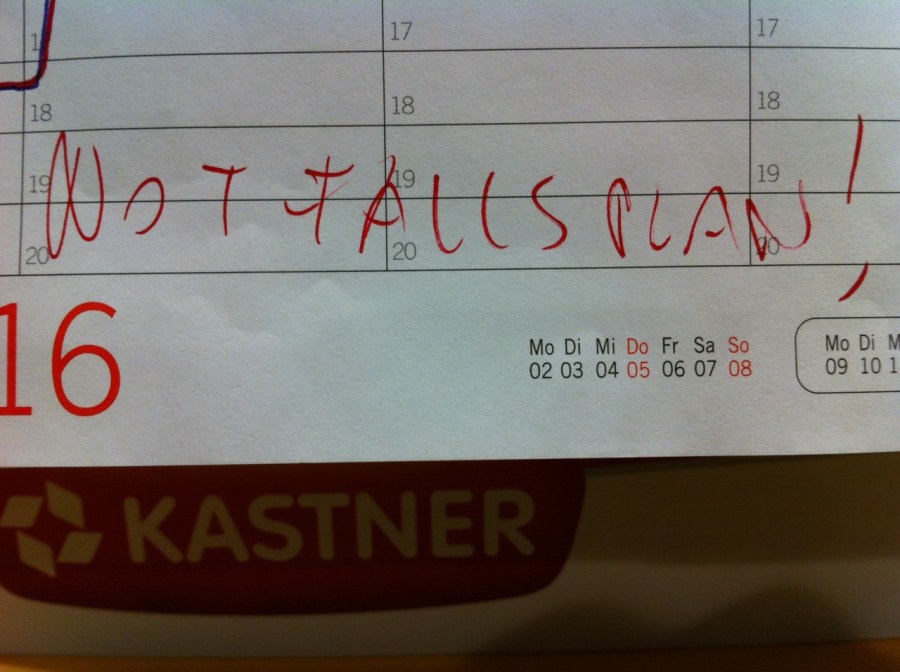 17 17 17
18 18 18
19 19 19
NOTFALLSPLAN!
20 20 20
16
Mo Di Mi Do Fr Sa So
02 03 04 05 06 07 08
Mo Di
09 10
KASTNER